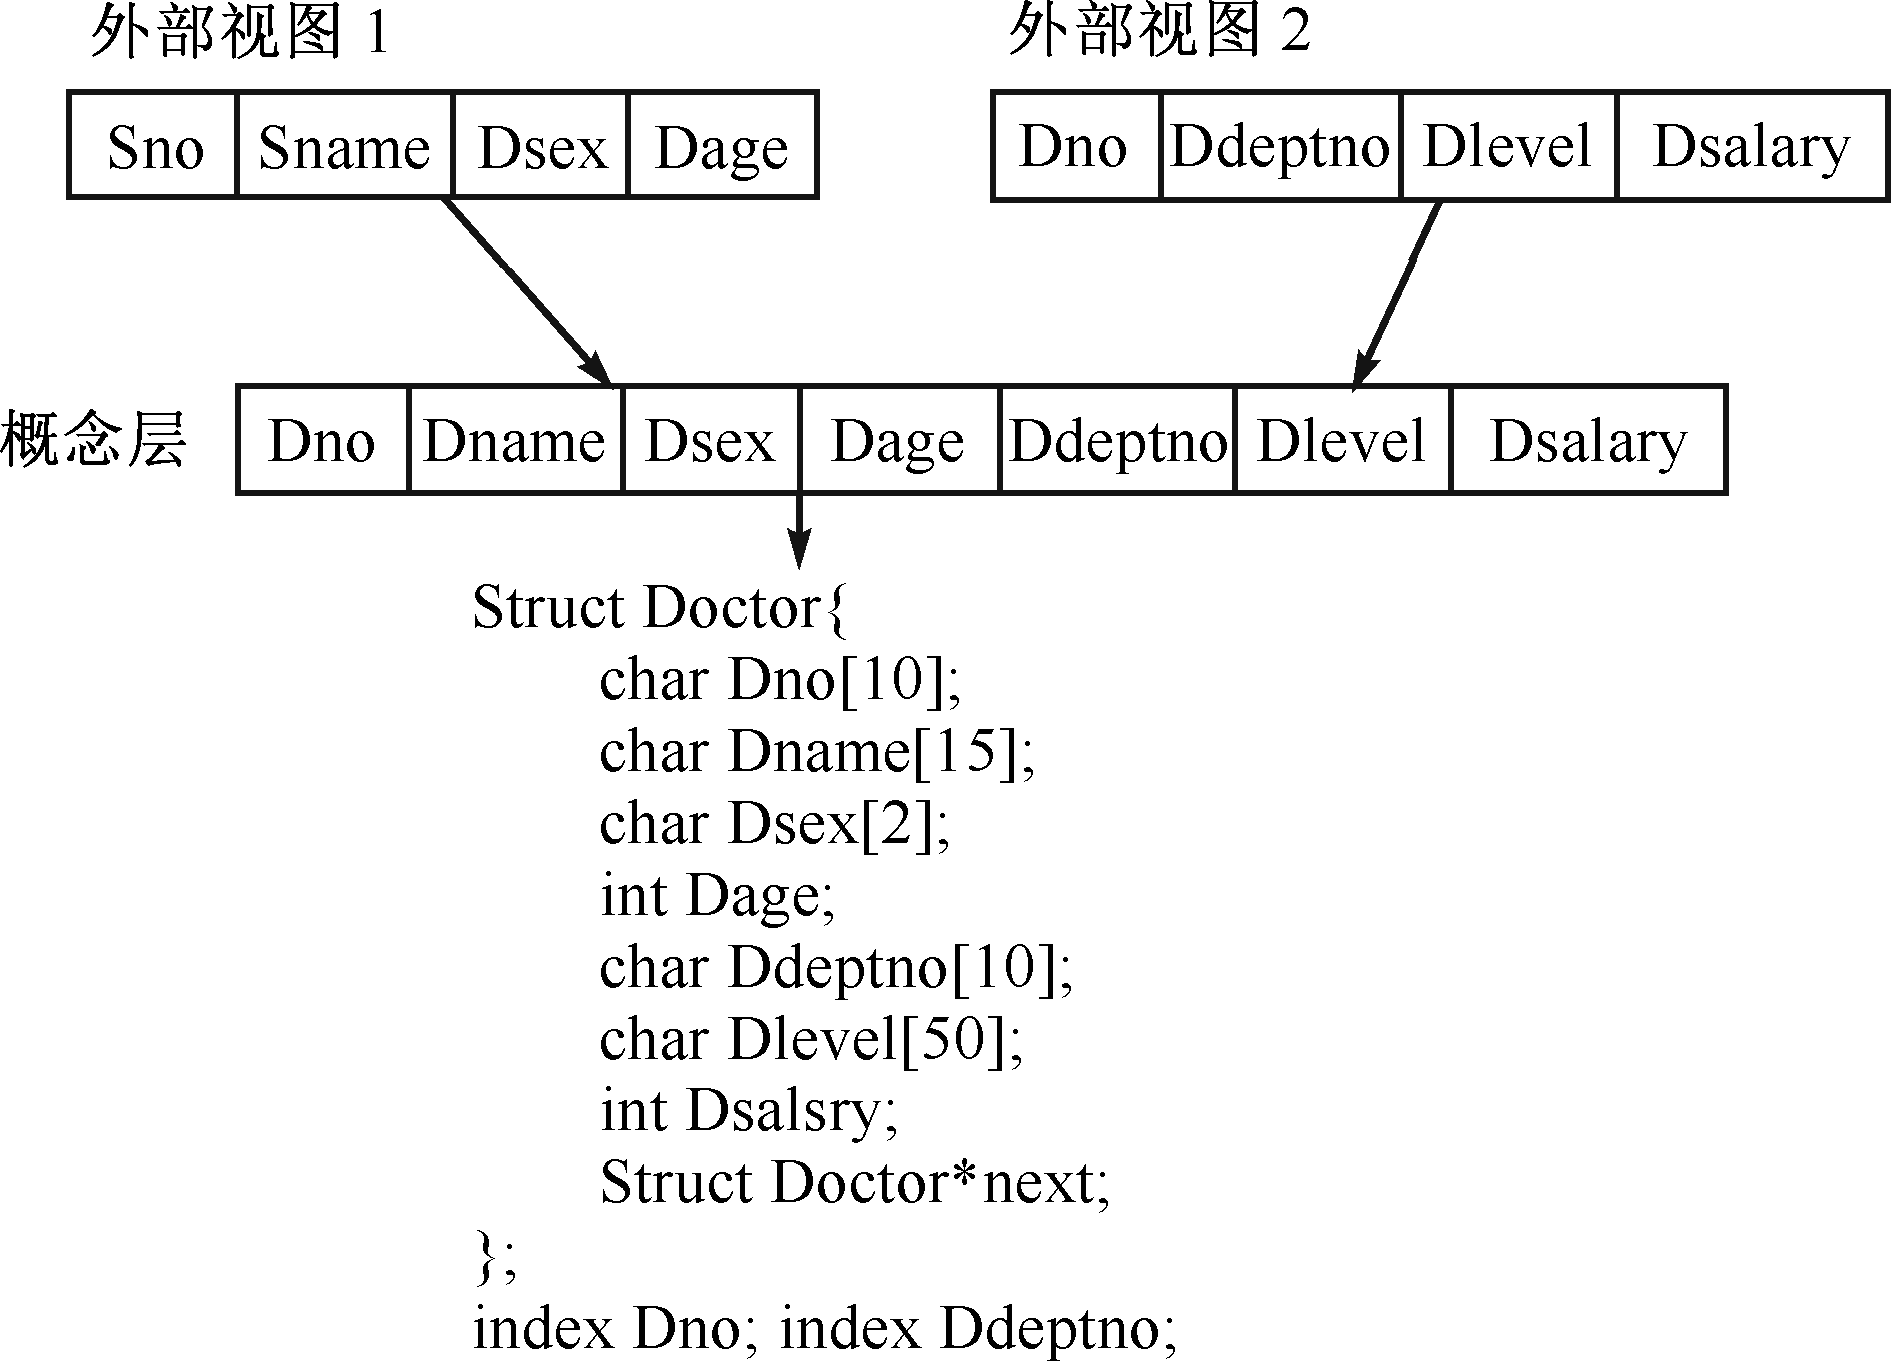 外部视图 1
外部视图 2
Sno Sname Dsex Dage
Dno Ddeptno Dlevel Dsalary
概念层 Dno Dname Dsex Dage Ddeptno Dlevel Dsalary
Struct Doctor{
char Dno[10];
char Dname[15];
char Dsex[2];
int Dage;
char Ddeptno[10];
char Dlevel[50];
int Dsalsry;
Struct Doctor*next;
};
index Dno; index Ddeptno;